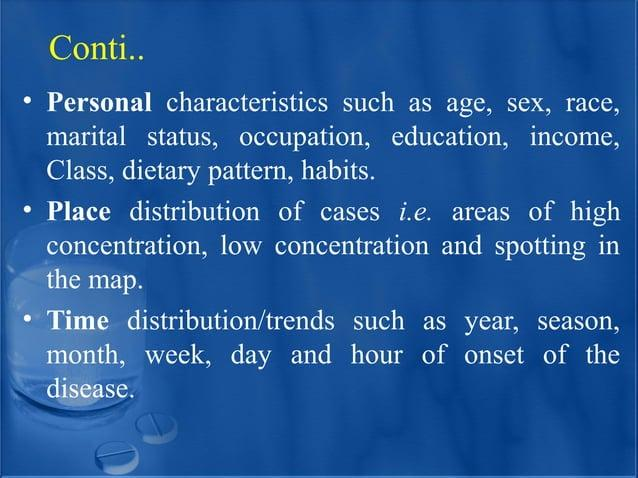 Conti..
• Personal characteristics such as age, sex, race,
marital status, occupation, education, income,
Class, dietary pattern, habits.
• Place distribution of cases i.e. areas of high
concentration, low concentration and spotting in
the map.
• Time distribution/trends such as year, season,
month, week, day and hour of onset of the
disease.